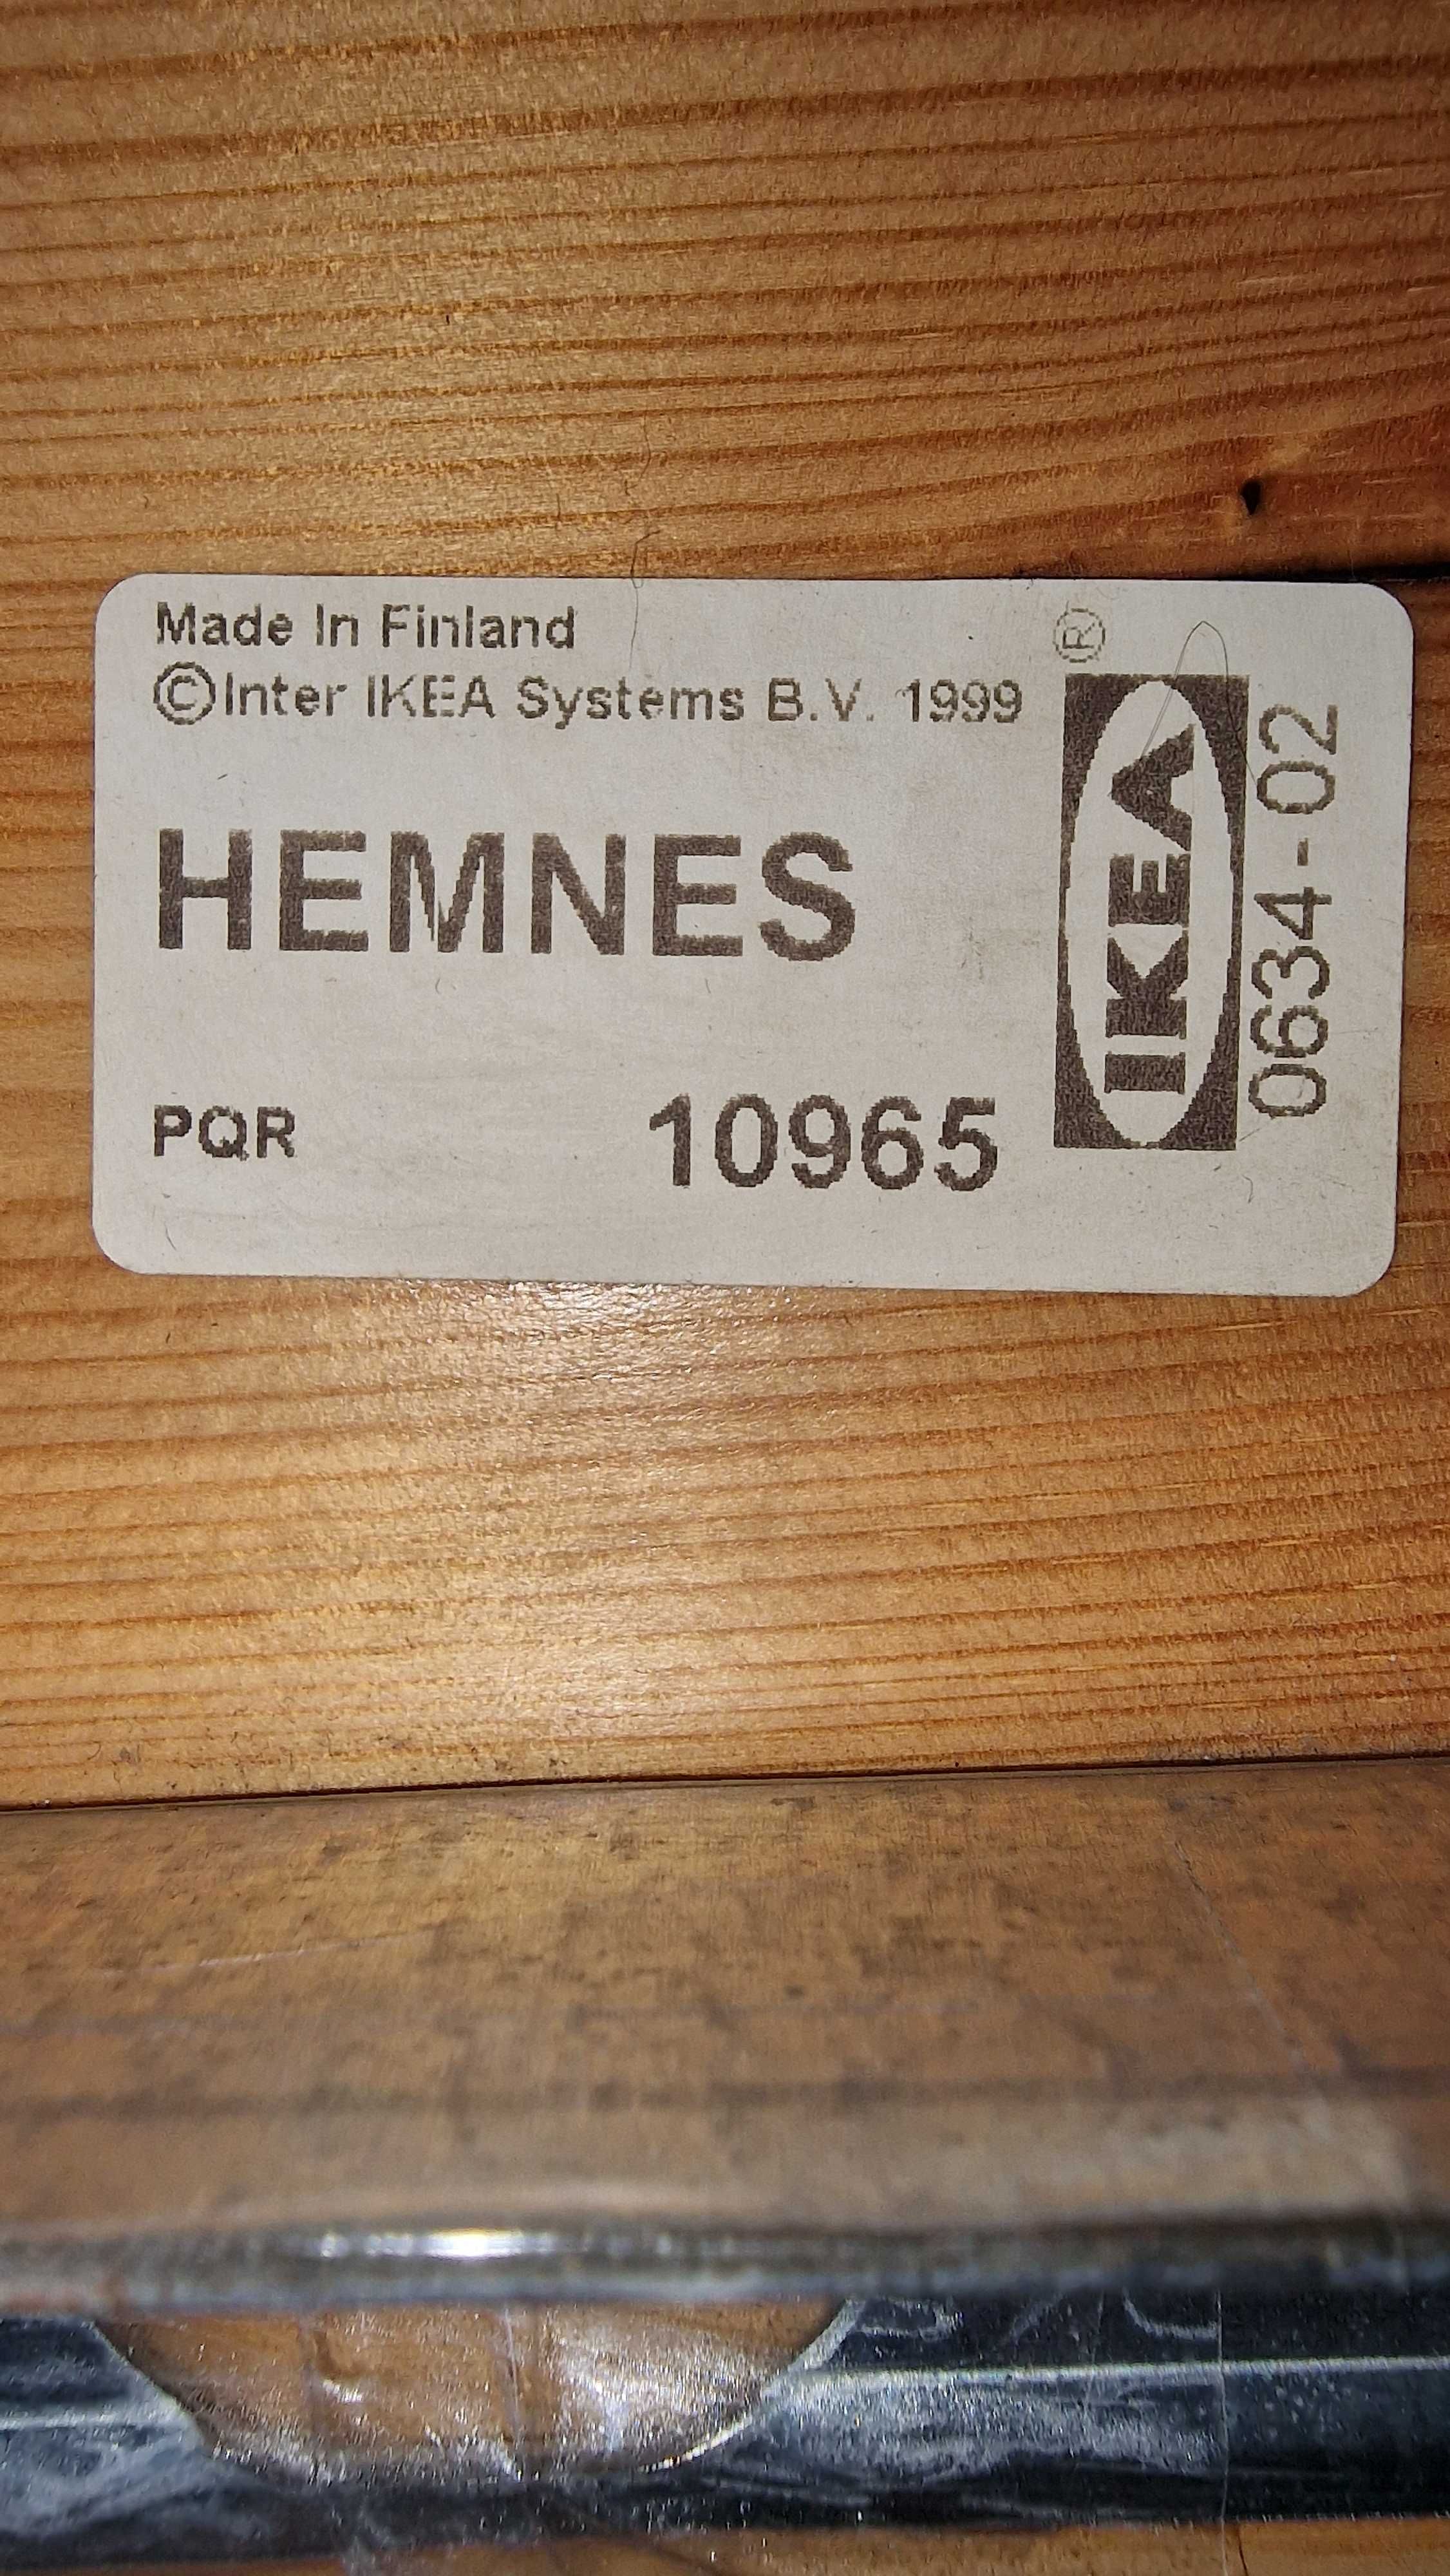 Made In Finland
©Inter IKEA Systems B.V. 1999
HEMNES
PQR
10965
®
IKEA
0634-02